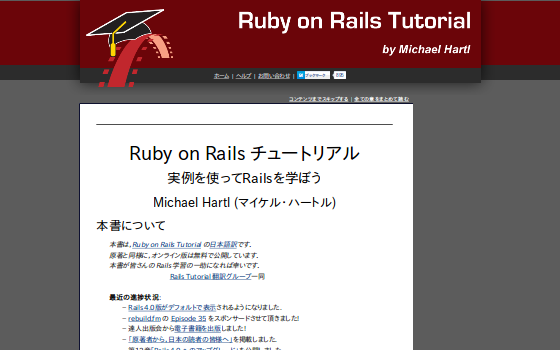 Ruby on Rails Tutorial
by Michael Hartl
ホーム | ヘルプ | お問い合わせ |
コンテンツまでスキップする | 全ての章をまとめて読む
Ruby on Rails チュートリアル
実例を使ってRailsを学ぼう
Michael Hartl (マイケル・ハートル)
本書について
本書は、Ruby on Rails Tutorial の日本語訳です。
原著と同様に、オンライン版は無料で公開しています。
本書が皆さんの Rails 学習の一助になれば幸いです。
Rails Tutorial 翻訳グループ一同
最近の進捗状況:
– Rails 4.0版がデフォルトで表示されるようになりました.
– rebuild.fm の Episode 35 をスポンサードさせて頂きました!
– 達人出版会から電子書籍を出版しました!
– 「原著者から、日本の読者の皆様へ」を掲載しました.